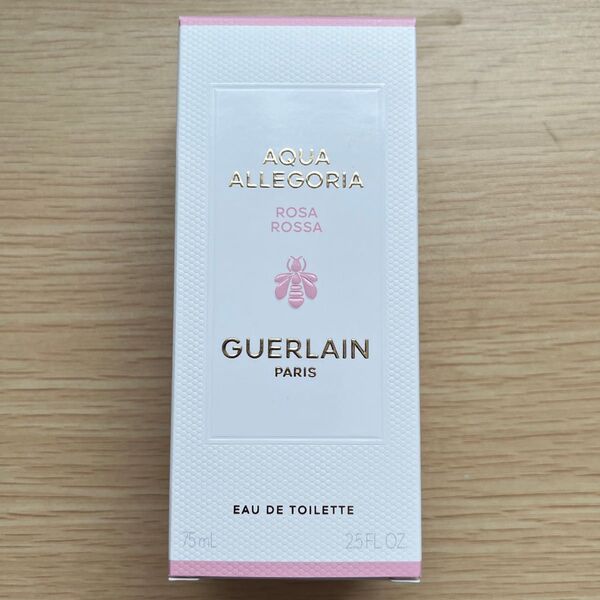 AQUA
ALLEGORIA
ROSA
ROSSA
GUERLAIN
PARIS
EAU DE TOILETTE
75 mL 2.5 FL. OZ.